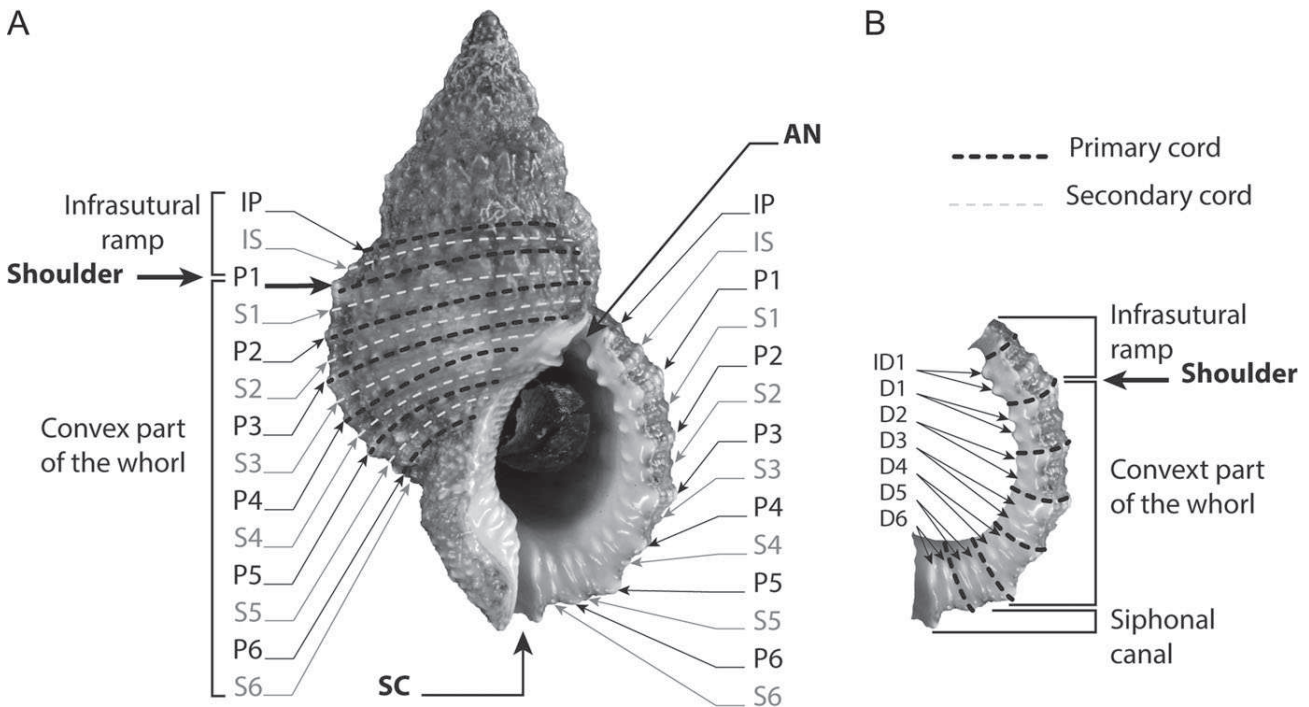 A
Infrasutural
ramp
Shoulder
Convex part
of the whorl
IP
IS
P1
S1
P2
S2
P3
S3
P4
S4
P5
S5
P6
S6
SC
AN
IP
IS
P1
S1
P2
S2
P3
S3
P4
S4
P5
S5
P6
S6
B
Primary cord
Secondary cord
ID1
D1
D2
D3
D4
D5
D6
Infrasutural
ramp
Shoulder
Convext part
of the whorl
Siphonal
canal